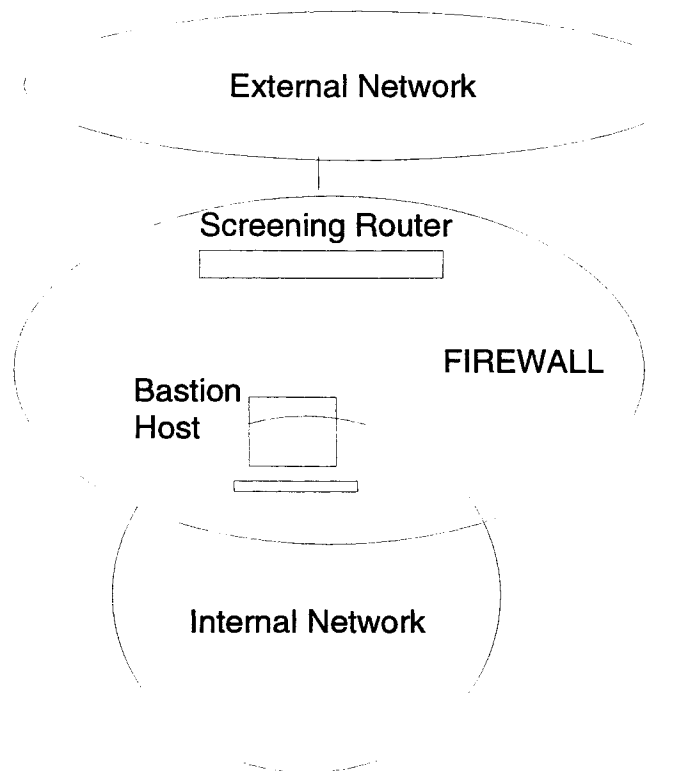 External Network
Screening Router
FIREWALL
Bastion
Host
Internal Network